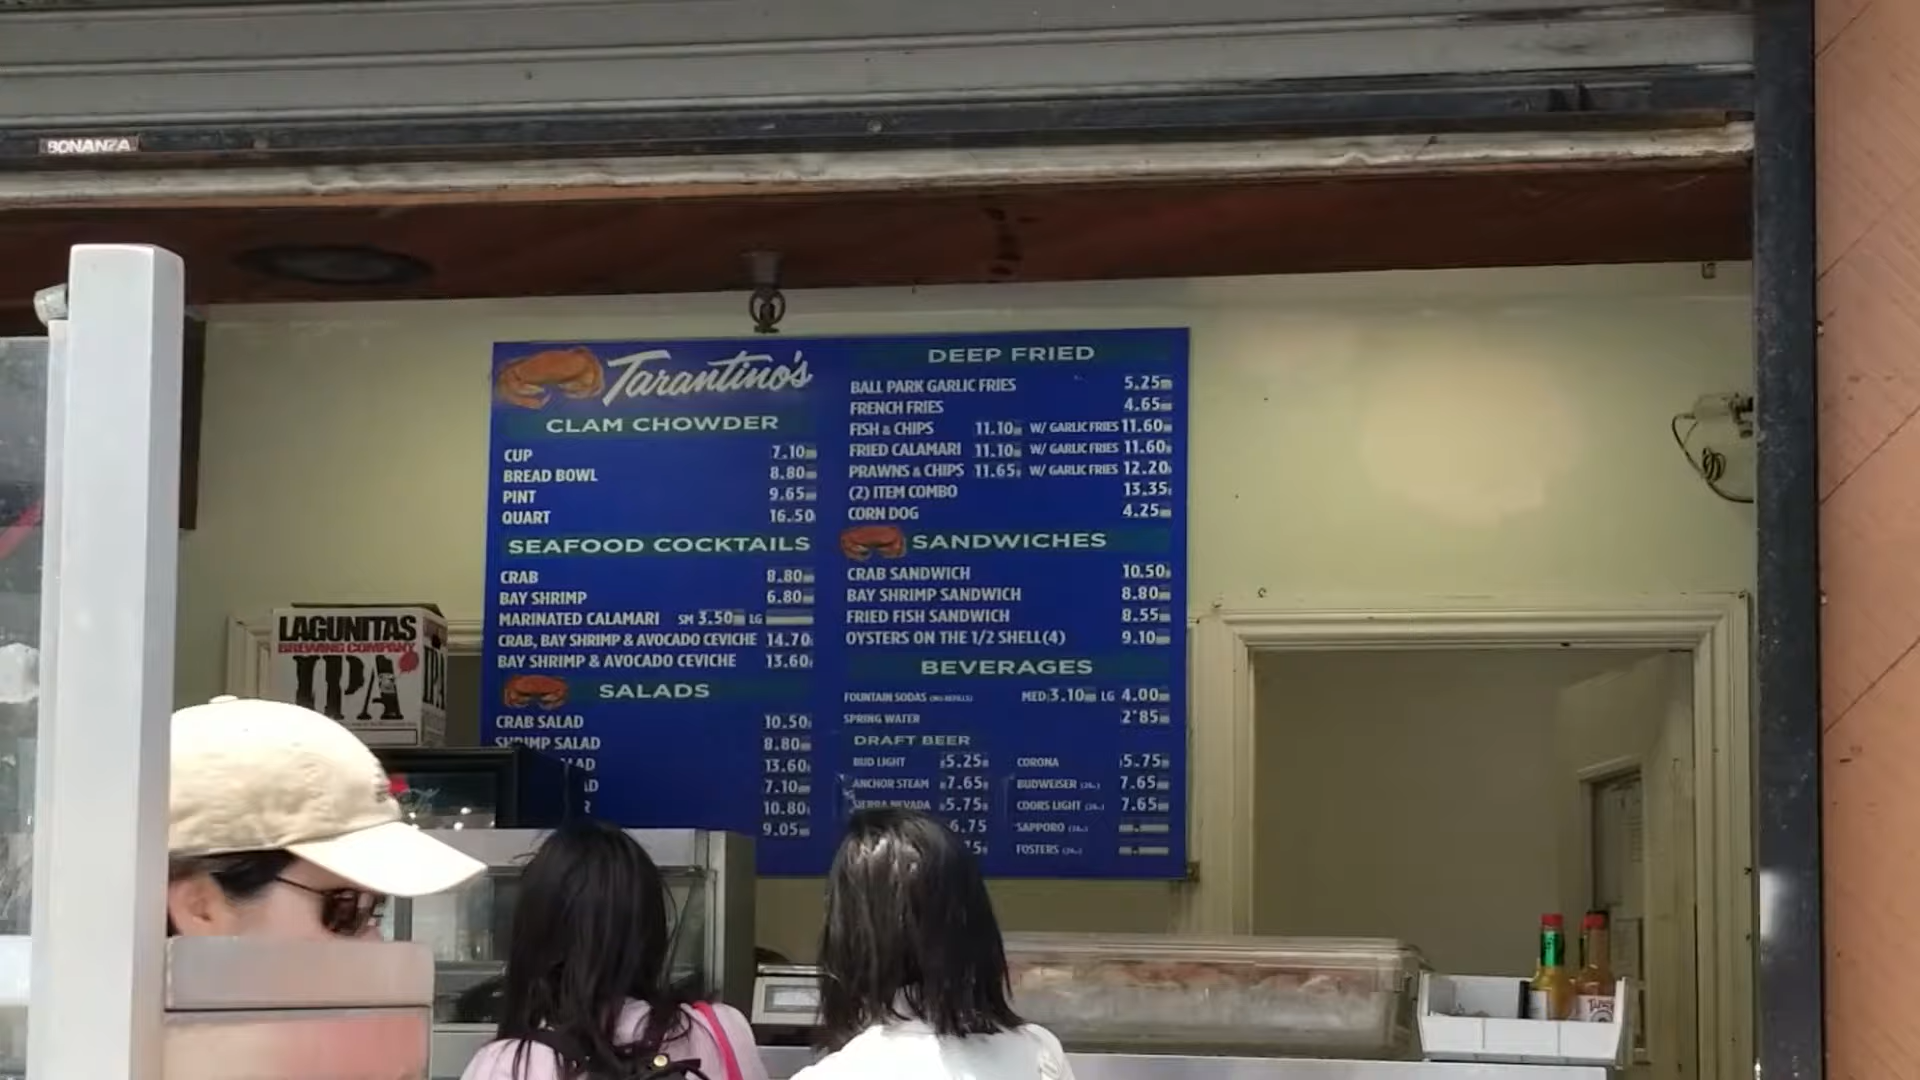 BONANZA
Tarantino's
CLAM CHOWDER
CUP 7.10
BREAD BOWL 8.80
PINT 9.65
QUART 16.50
SEAFOOD COCKTAILS
CRAB 8.80
BAY SHRIMP 6.80
MARINATED CALAMARI SM 3.50 LG
CRAB, BAY SHRIMP & AVOCADO CEVICHE 14.70
BAY SHRIMP & AVOCADO CEVICHE 13.60
SALADS
CRAB SALAD 10.50
SHRIMP SALAD 8.80
13.60
7.10
10.80
9.05
DEEP FRIED
BALL PARK GARLIC FRIES 5.25
FRENCH FRIES 4.65
FISH & CHIPS 11.10 W/ GARLIC FRIES 11.60
FRIED CALAMARI 11.10 W/ GARLIC FRIES 11.60
PRAWNS & CHIPS 11.65 W/ GARLIC FRIES 12.20
(2) ITEM COMBO 13.35
CORN DOG 4.25
SANDWICHES
CRAB SANDWICH 10.50
BAY SHRIMP SANDWICH 8.80
FRIED FISH SANDWICH 8.55
OYSTERS ON THE 1/2 SHELL(4) 9.10
BEVERAGES
FOUNTAIN SODAS (NO REFILLS) MED 3.10 LG 4.00
SPRING WATER 2.85
DRAFT BEER
BUD LIGHT 5.25 CORONA 5.75
ANCHOR STEAM 7.65 BUDWEISER 7.65
SIERRA NEVADA 5.75 COORS LIGHT 7.65
6.75 SAPPORO
FOSTERS
LAGUNITAS
BREWING COMPANY
IPA
IPA